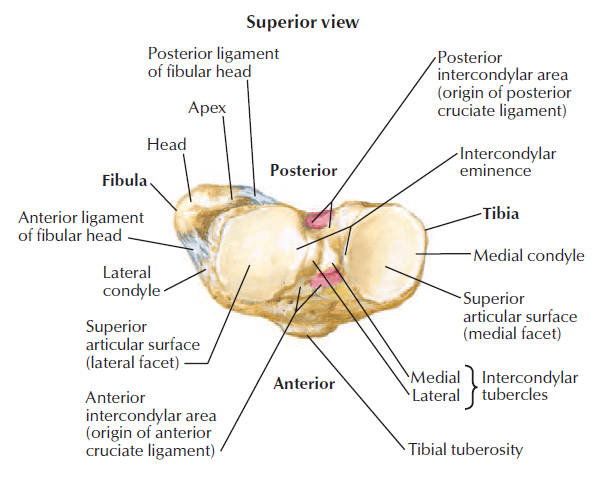 Superior view
Posterior ligament
of fibular head
Apex
Head
Fibula
Anterior ligament
of fibular head
Lateral
condyle
Superior
articular surface
(lateral facet)
Anterior
intercondylar area
(origin of anterior
cruciate ligament)
Posterior
Anterior
Posterior
intercondylar area
(origin of posterior
cruciate ligament)
Intercondylar
eminence
Tibia
Medial condyle
Superior
articular surface
(medial facet)
Medial
Lateral
Intercondylar
tubercles
Tibial tuberosity